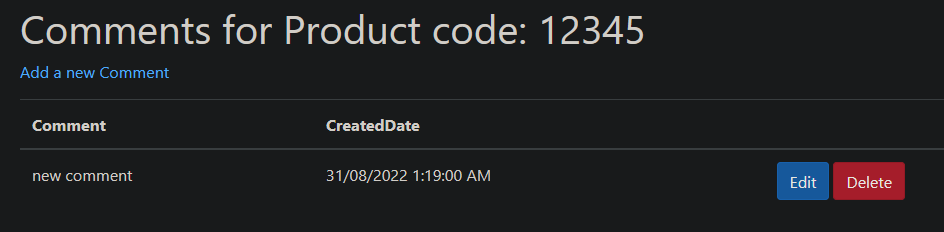 Comments for Product code: 12345
Add a new Comment
Comment CreatedDate
new comment 31/08/2022 1:19:00 AM Edit Delete